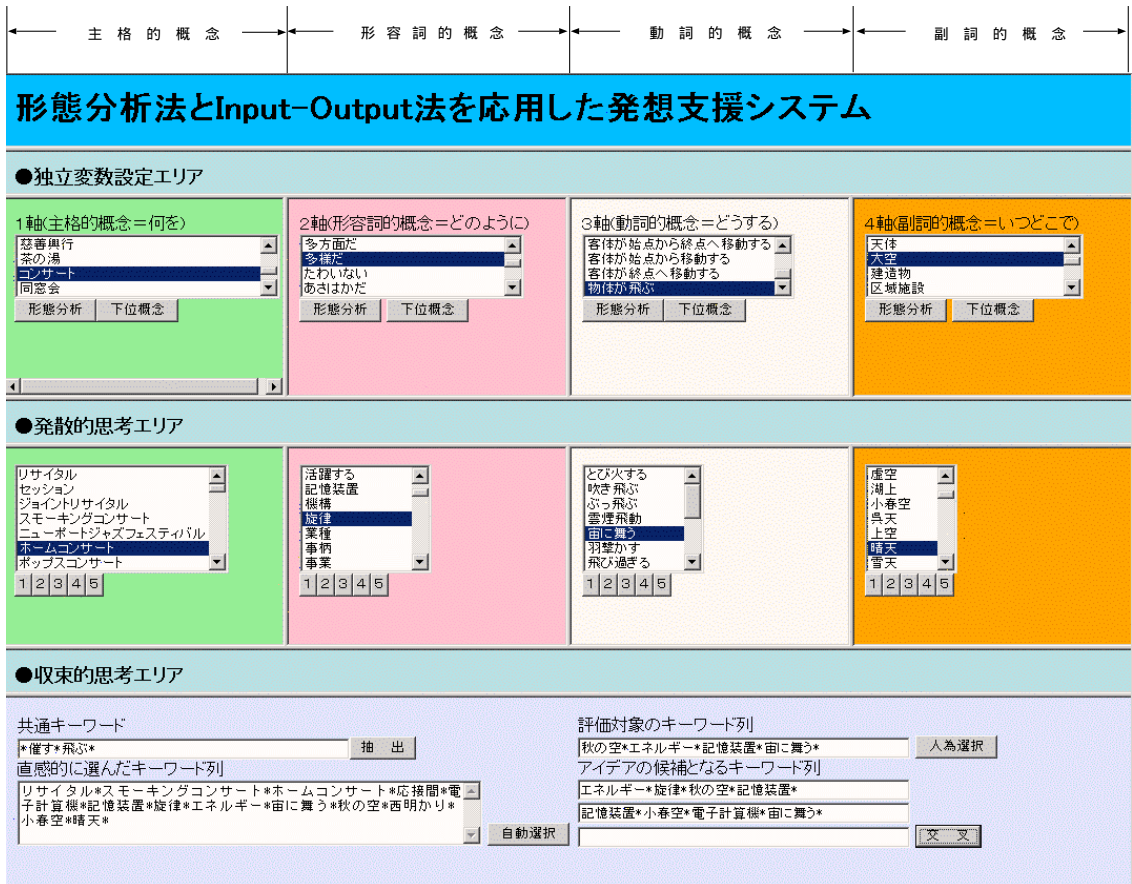 主格的概念 形容詞的概念 動詞的概念 副詞的概念
形態分析法とInput-Output法を応用した発想支援システム
●独立変数設定エリア
1軸(主格的概念=何を)
慈善興行
茶の湯
コンサート
同窓会
形態分析 下位概念
2軸(形容詞的概念=どのように)
多方面だ
多様だ
たわいない
あさはかだ
形態分析 下位概念
3軸(動詞的概念=どうする)
客体が始点から終点へ移動する
客体が始点から移動する
客体が終点へ移動する
物体が飛ぶ
形態分析 下位概念
4軸(副詞的概念=いつどこで)
天体
大空
建造物
区域施設
形態分析 下位概念
●発散的思考エリア
リサイタル
セッション
ジョイントリサイタル
スモーキングコンサート
ニューポートジャズフェスティバル
ホームコンサート
ポップスコンサート
1 2 3 4 5
活躍する
記憶装置
機構
旋律
業種
事柄
事業
1 2 3 4 5
とび火する
吹き飛ぶ
ぶっ飛ぶ
雲煙飛動
宙に舞う
羽撃かす
飛び過ぎる
1 2 3 4 5
虚空
湖上
小春空
呉天
上空
晴天
雪天
1 2 3 4 5
●収束的思考エリア
共通キーワード
*催す*飛ぶ*
抽 出
直感的に選んだキーワード列
リサイタル*スモーキングコンサート*ホームコンサート*応接間*電
子計算機*記憶装置*旋律*エネルギー*宙に舞う*秋の空*西明かり*
小春空*晴天*
自動選択
評価対象のキーワード列
秋の空*エネルギー*記憶装置*宙に舞う*
人為選択
アイデアの候補となるキーワード列
エネルギー*旋律*秋の空*記憶装置*
記憶装置*小春空*電子計算機*宙に舞う*
交 叉